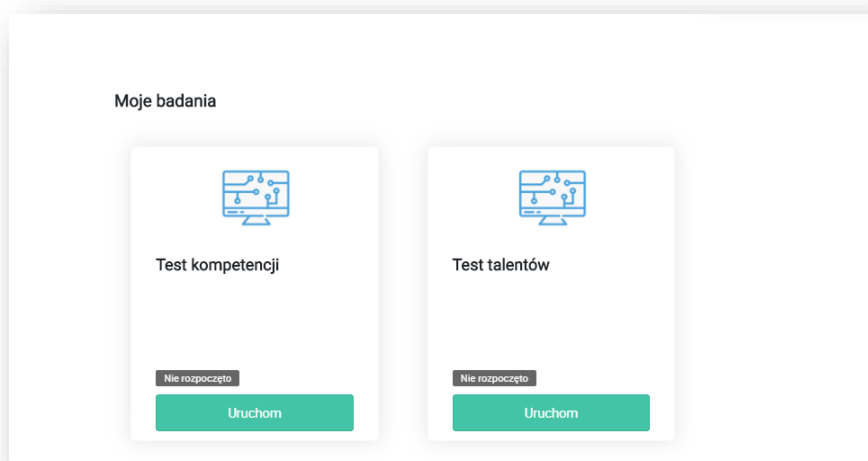 Moje badania
Test kompetencji
Nie rozpoczęto
Uruchom
Test talentów
Nie rozpoczęto
Uruchom